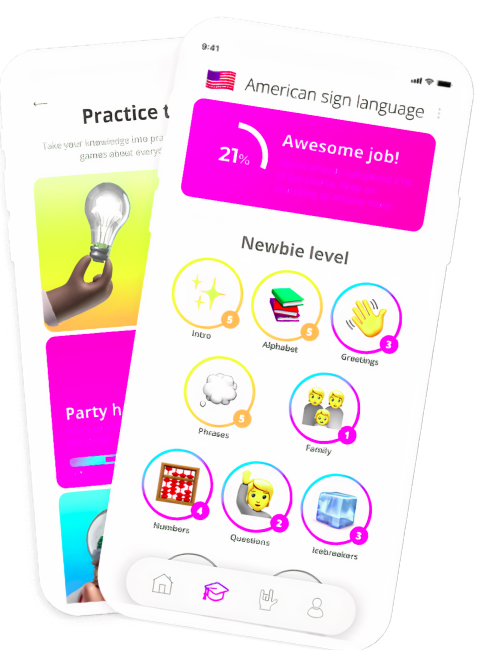 9:41
American sign language
21%
Awesome job!
Newbie level
5
Intro
5
Alphabet
3
Greetings
5
Phrases
1
Family
4
Numbers
2
Questions
3
Icebreakers
Practice t
Take your knowledge into pra
games about everyd
Party h